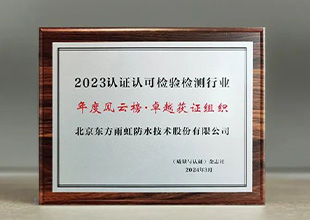 2023认证认可检验检测行业
年度风云榜·卓越获证组织
北京东方雨虹防水技术股份有限公司
《质量与认证》杂志社
2024年3月